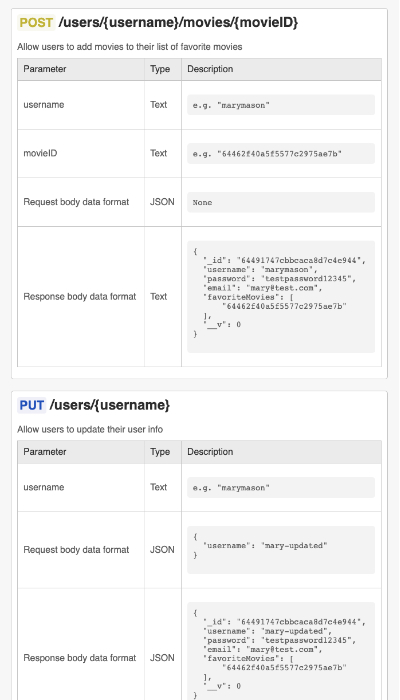 POST /users/{username}/movies/{movieID}
Allow users to add movies to their list of favorite movies
Parameter Type Description
username Text e.g. "marymason"
movieID Text e.g. "64462f40a5f5577c2975ae7b"
Request body data format JSON None
Response body data format Text
{
"_id": "64491747cbbcaca8d7c4c944",
"username": "marymason",
"password": "testpassword12345",
"email": "mary@test.com",
"favoriteMovies": [
"64462f40a5f5577c2975ae7b"
],
"__v": 0
}
PUT /users/{username}
Allow users to update their user info
Parameter Type Description
username Text e.g. "marymason"
Request body data format JSON
{
"username": "mary-updated"
}
Response body data format JSON
{
"_id": "64491747cbbcaca8d7c4e944",
"username": "mary-updated",
"password": "testpassword12345",
"email": "mary@test.com",
"favoriteMovies": [
"64462f40a5f5577c2975ae7b"
],
"__v": 0
}